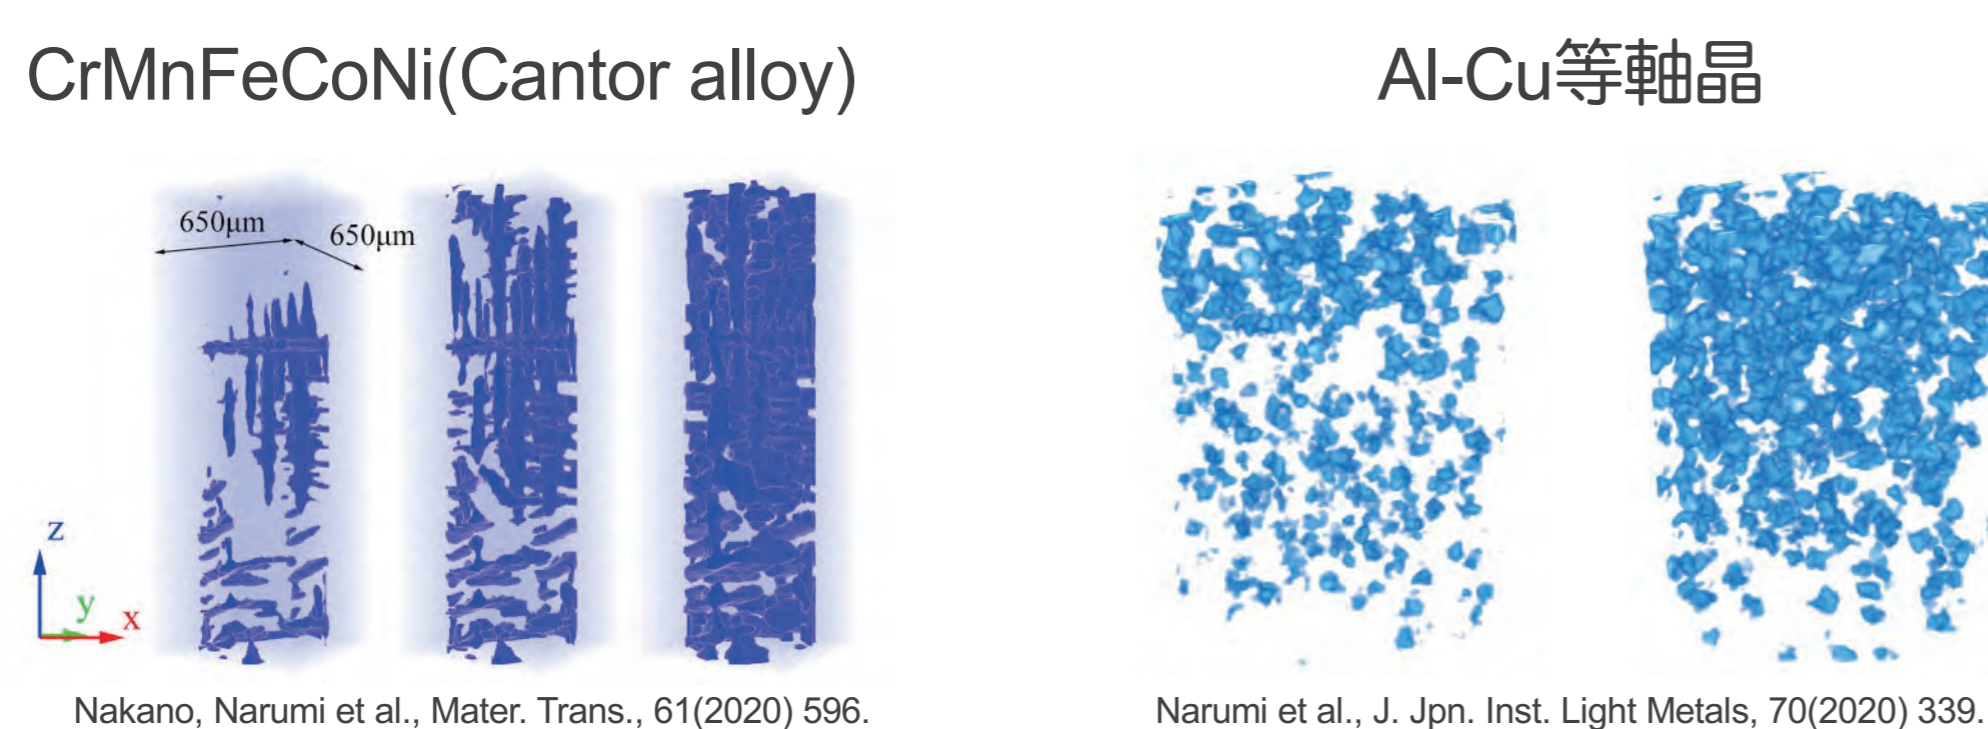 CrMnFeCoNi(Cantor alloy)
Al-Cu等軸晶
650μm
650μm
z
y
x
Nakano, Narumi et al., Mater. Trans., 61(2020) 596.
Narumi et al., J. Jpn. Inst. Light Metals, 70(2020) 339.